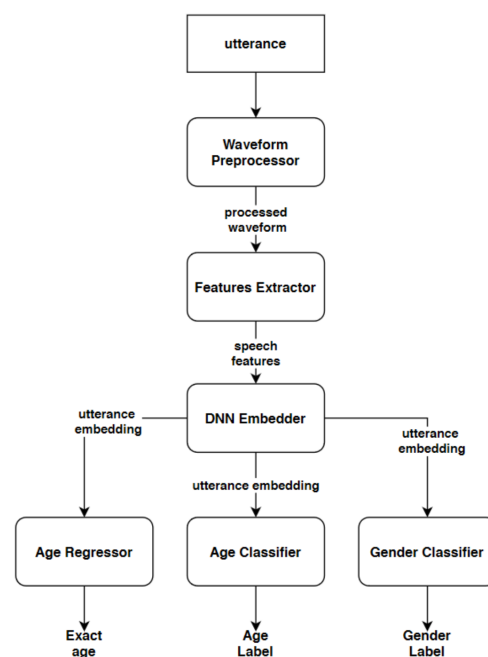 utterance
Waveform
Preprocessor
processed
waveform
Features Extractor
speech
features
DNN Embedder
utterance
embedding
utterance embedding
utterance
embedding
Age Regressor
Age Classifier
Gender Classifier
Exact
age
Age
Label
Gender
Label